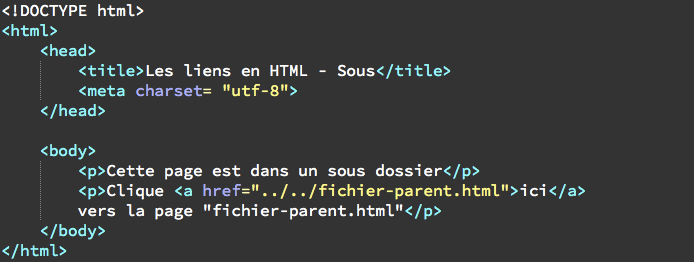 <!DOCTYPE html>
<html>
<head>
<title>Les liens en HTML - Sous</title>
<meta charset= "utf-8">
</head>
<body>
<p>Cette page est dans un sous dossier</p>
<p>Clique <a href="../../fichier-parent.html">ici</a>
vers la page "fichier-parent.html"</p>
</body>
</html>